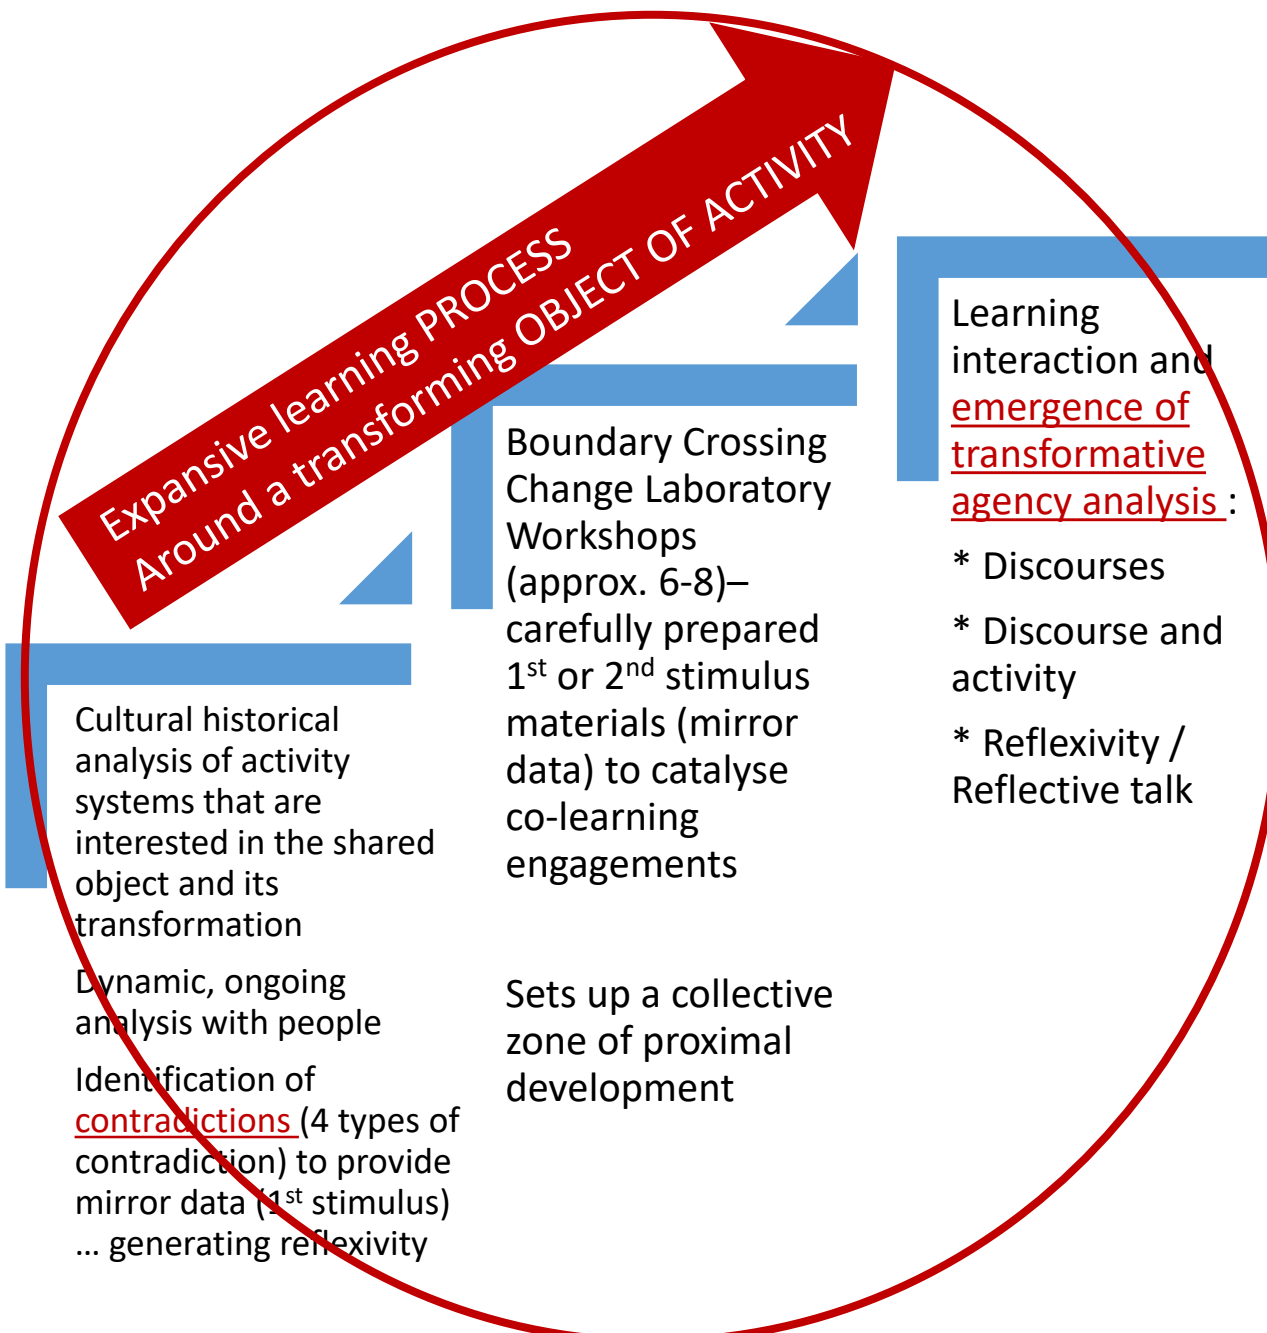 Expansive learning PROCESS
Around a transforming OBJECT OF ACTIVITY
Cultural historical
analysis of activity
systems that are
interested in the shared
object and its
transformation
Dynamic, ongoing
analysis with people
Identification of
contradictions (4 types of
contradiction) to provide
mirror data (1st stimulus)
... generating reflexivity
Boundary Crossing
Change Laboratory
Workshops
(approx. 6-8)–
carefully prepared
1st or 2nd stimulus
materials (mirror
data) to catalyse
co-learning
engagements
Sets up a collective
zone of proximal
development
Learning
interaction and
emergence of
transformative
agency analysis :
* Discourses
* Discourse and
activity
* Reflexivity /
Reflective talk